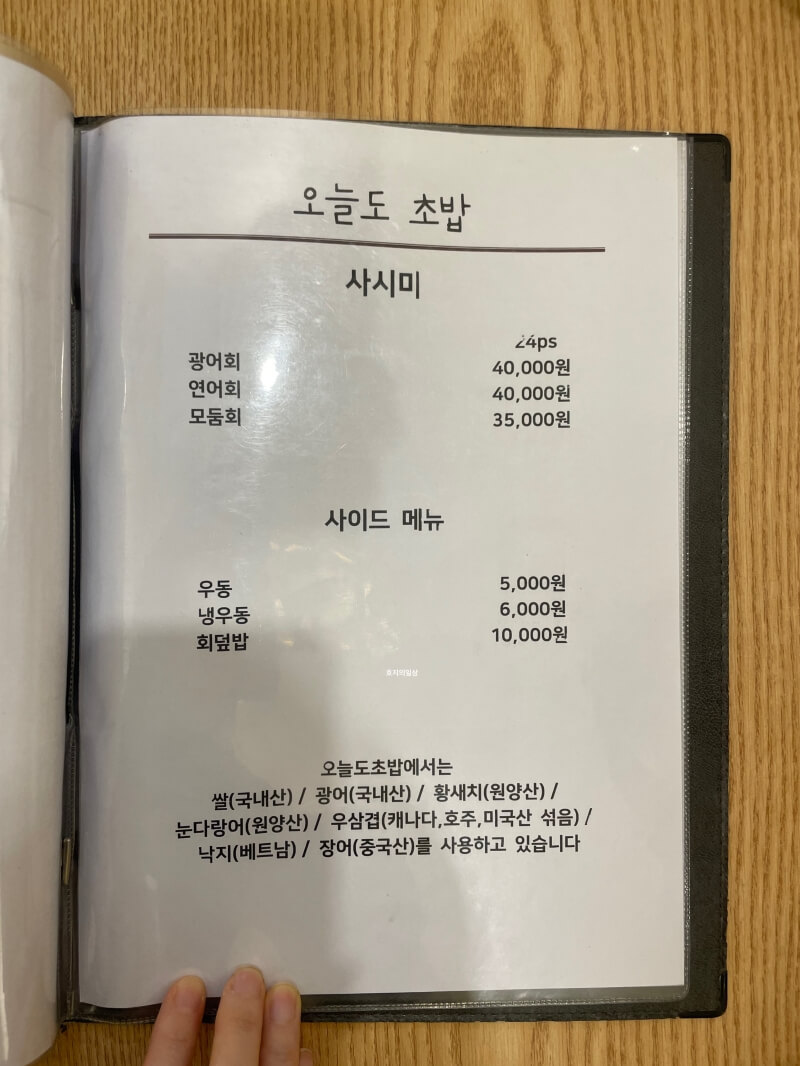 오늘도 초밥
사시미
24ps
광어회 40,000원
연어회 40,000원
모둠회 35,000원
사이드 메뉴
우동 5,000원
냉우동 6,000원
회덮밥 10,000원
호지의일상
오늘도초밥에서는
쌀(국내산) / 광어(국내산) / 황새치(원양산) /
눈다랑어(원양산) / 우삼겹(캐나다,호주,미국산 섞음) /
낙지(베트남) / 장어(중국산)를 사용하고 있습니다